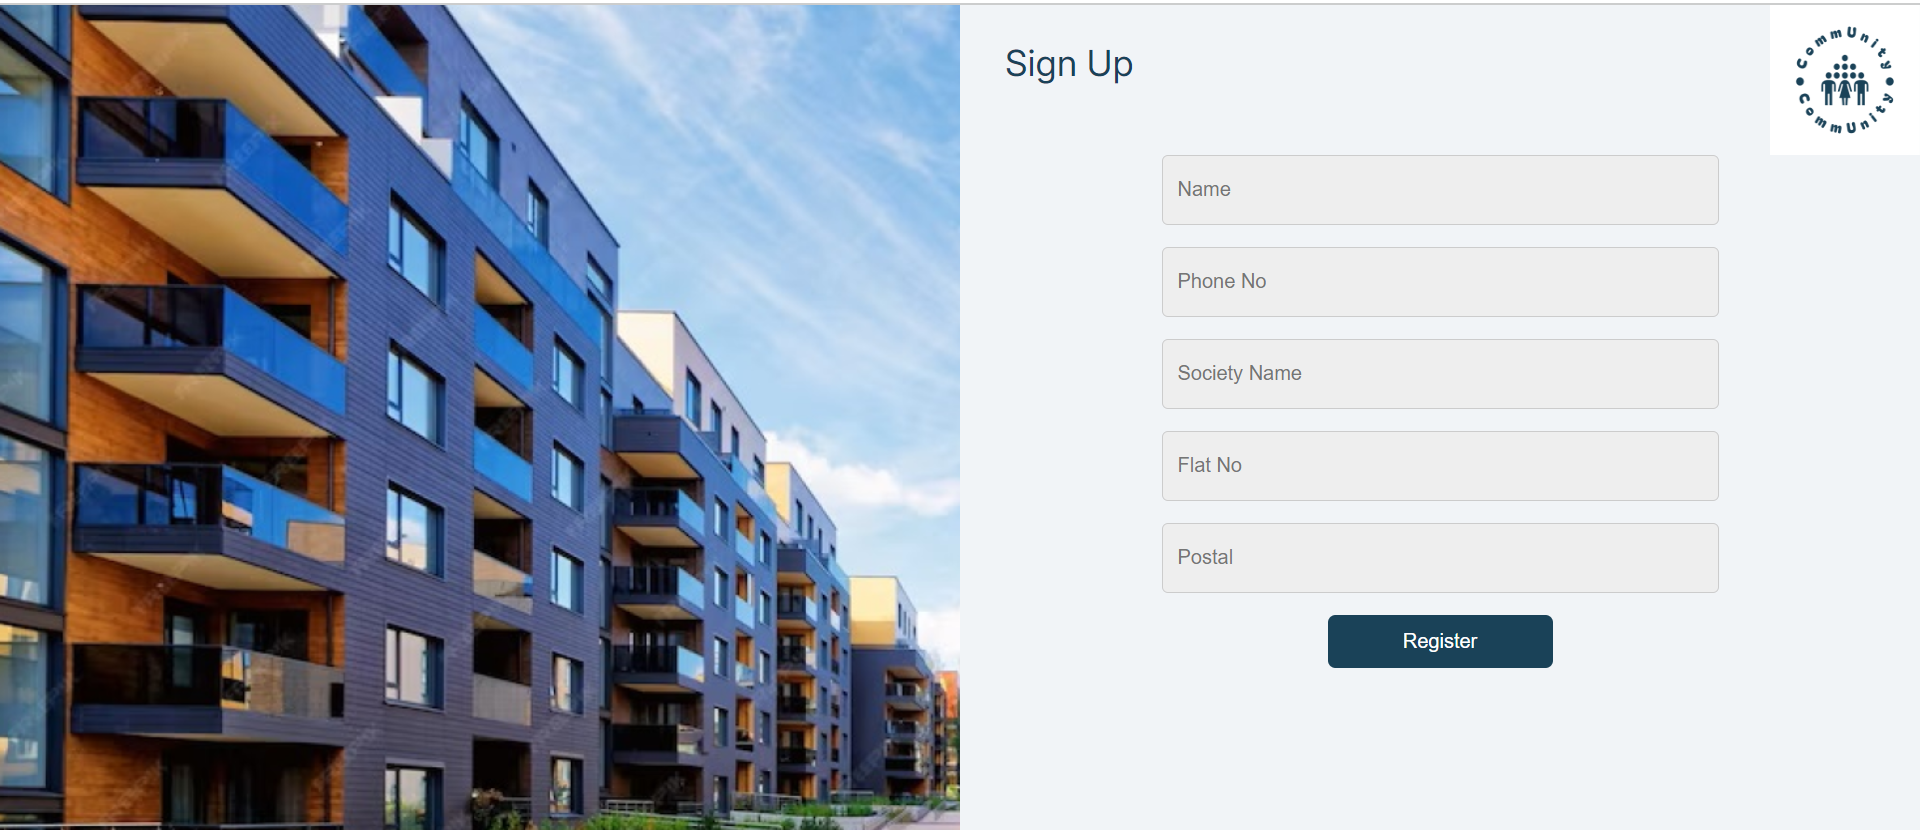 Sign Up
CommUnity
CommUnity
Name
Phone No
Society Name
Flat No
Postal
Register